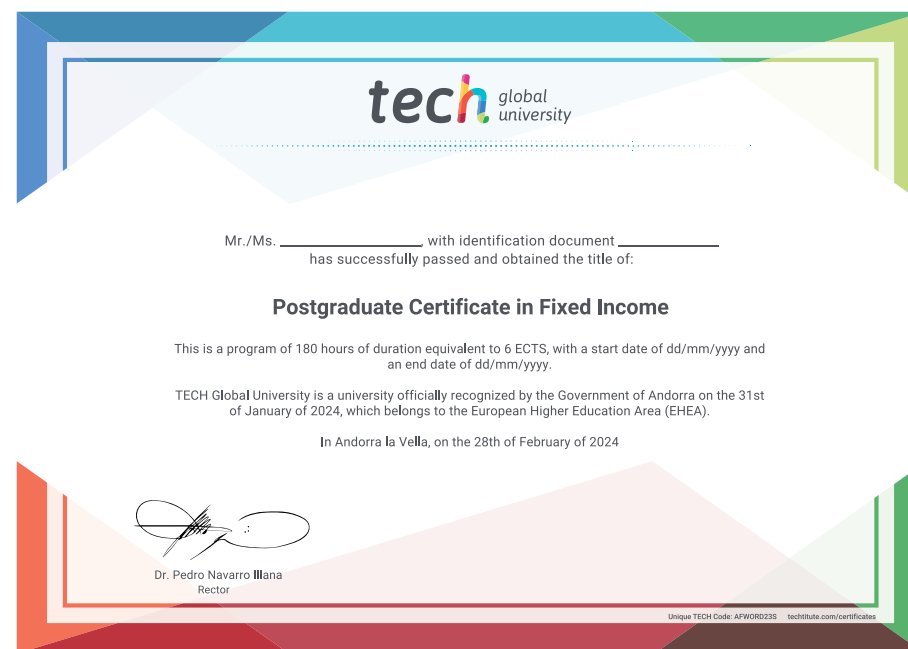 tech global
university
Mr./Ms. ____________________, with identification document ______________
has successfully passed and obtained the title of:
Postgraduate Certificate in Fixed Income
This is a program of 180 hours of duration equivalent to 6 ECTS, with a start date of dd/mm/yyyy and
an end date of dd/mm/yyyy.
TECH Global University is a university officially recognized by the Government of Andorra on the 31st
of January of 2024, which belongs to the European Higher Education Area (EHEA).
In Andorra la Vella, on the 28th of February of 2024
Dr. Pedro Navarro Illana
Rector
Unique TECH Code: AFWORD23S techtitute.com/certificates